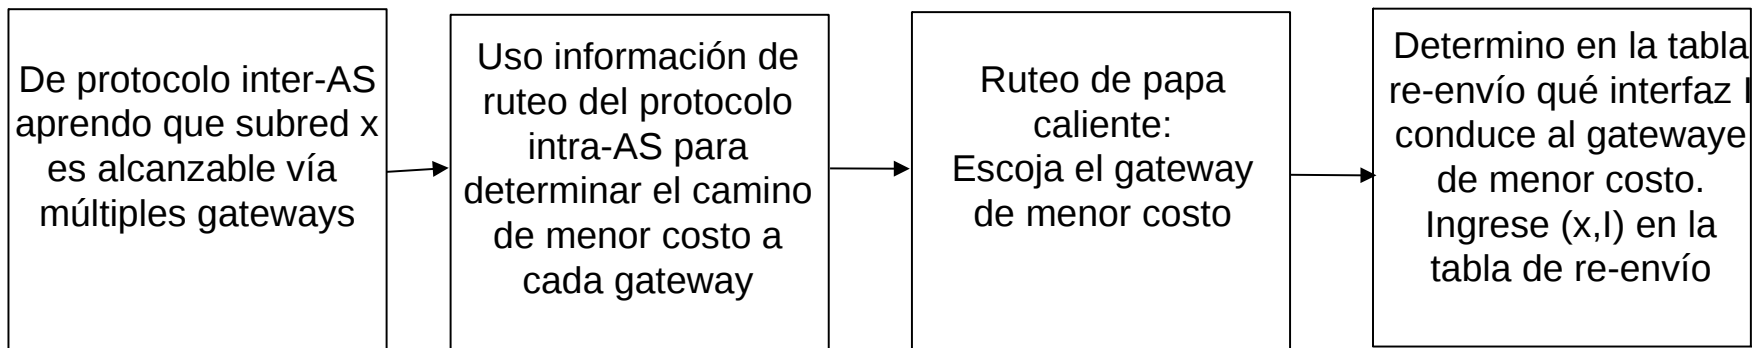 De protocolo inter-AS
aprendo que subred x
es alcanzable vía
múltiples gateways
Uso información de
ruteo del protocolo
intra-AS para
determinar el camino
de menor costo a
cada gateway
Ruteo de papa
caliente:
Escoja el gateway
de menor costo
Determino en la tabla
re-envío qué interfaz I
conduce al gatewaye
de menor costo.
Ingrese (x,I) en la
tabla de re-envío